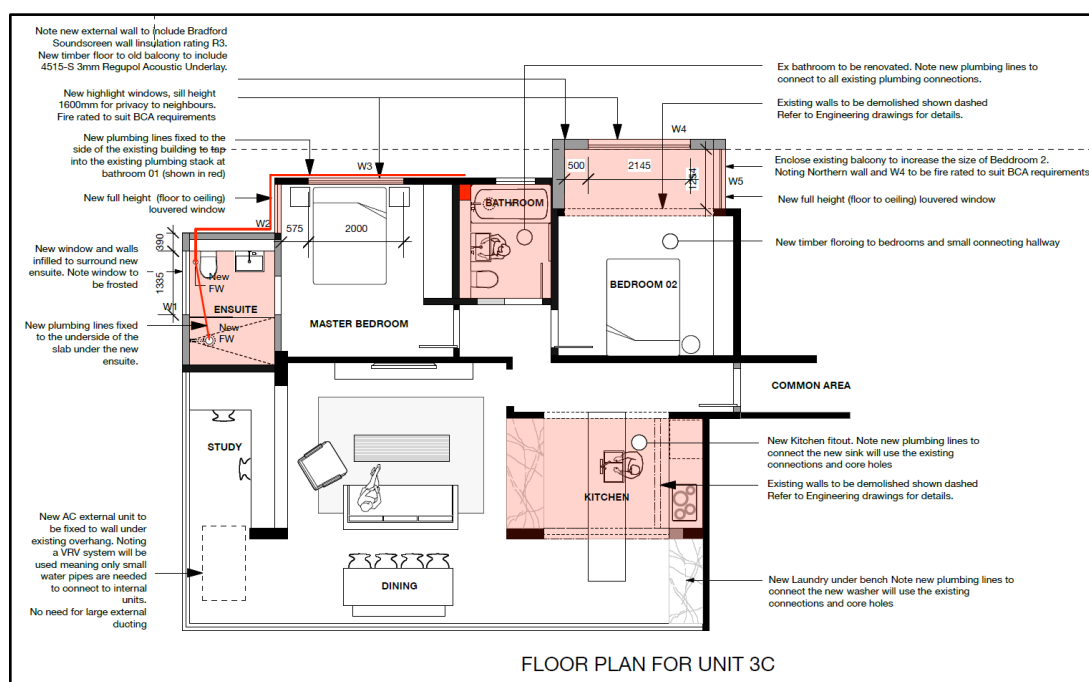 Note new external wall to include Bradford
Soundscreen wall linsulation rating R3.
New timber floor to old balcony to include
4515-S 3mm Regupol Acoustic Underlay.
New highlight windows, sill height
1600mm for privacy to neighbours.
Fire rated to suit BCA requirements
New plumbing lines fixed to the
side of the existing building to tap
into the existing plumbing stack at
bathroom 01 (shown in red)
New full height (floor to ceiling)
louvered window
New window and walls
infilled to surround new
ensuite. Note window to
be frosted
New plumbing lines fixed
to the underside of the
slab under the new
ensuite.
New AC external unit to
be fixed to wall under
existing overhang. Noting
a VRV system will be
used meaning only small
water pipes are needed
to connect to internal
units.
No need for large external
ducting
Ex bathroom to be renovated. Note new plumbing lines to
connect to all existing plumbing connections.
Existing walls to be demolished shown dashed
Refer to Engineering drawings for details.
Enclose existing balcony to increase the size of Beddroom 2.
Noting Northern wall and W4 to be fire rated to suit BCA requirements
New full height (floor to ceiling) louvered window
New timber floroing to bedrooms and small connecting hallway
COMMON AREA
New Kitchen fitout. Note new plumbing lines to
connect the new sink will use the existing
connections and core holes
Existing walls to be demolished shown dashed
Refer to Engineering drawings for details.
New Laundry under bench Note new plumbing lines to
connect the new washer will use the existing
connections and core holes
W4
500
2145
1254
W5
W3
W2
575
2000
390
1335
W1
New
FW
ENSUITE
New
FW
MASTER BEDROOM
BATHROOM
BEDROOM 02
STUDY
KITCHEN
DINING
FLOOR PLAN FOR UNIT 3C